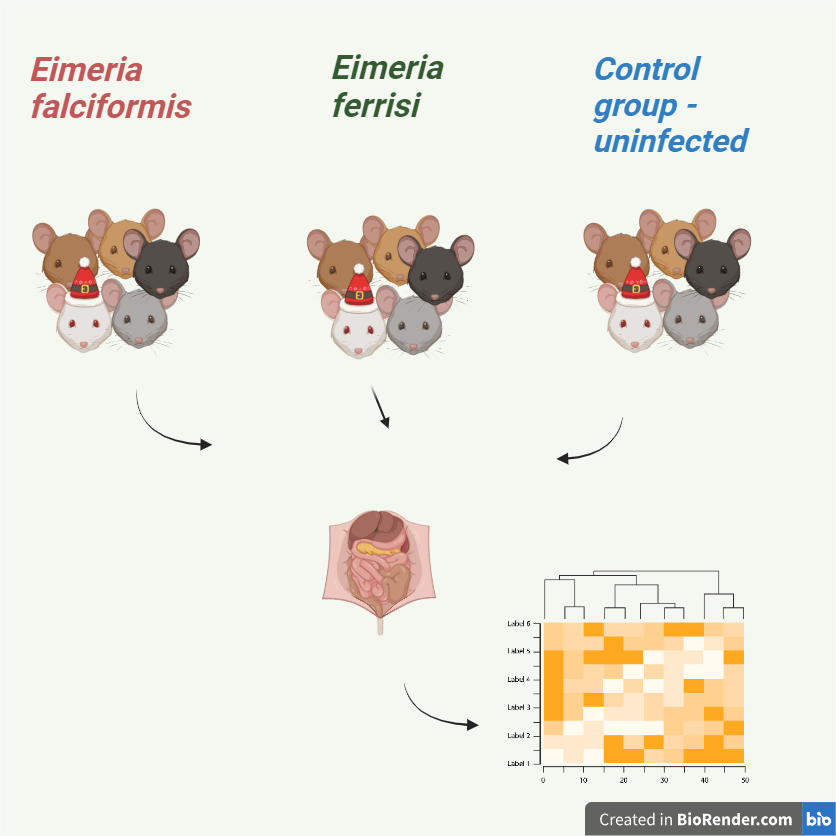 Eimeria
falciformis
Eimeria
ferrisi
Control
group -
uninfected
Label 6
Label 5
Label 4
Label 3
Label 2
Label 1
0 10 20 30 40 50
Created in BioRender.com bio